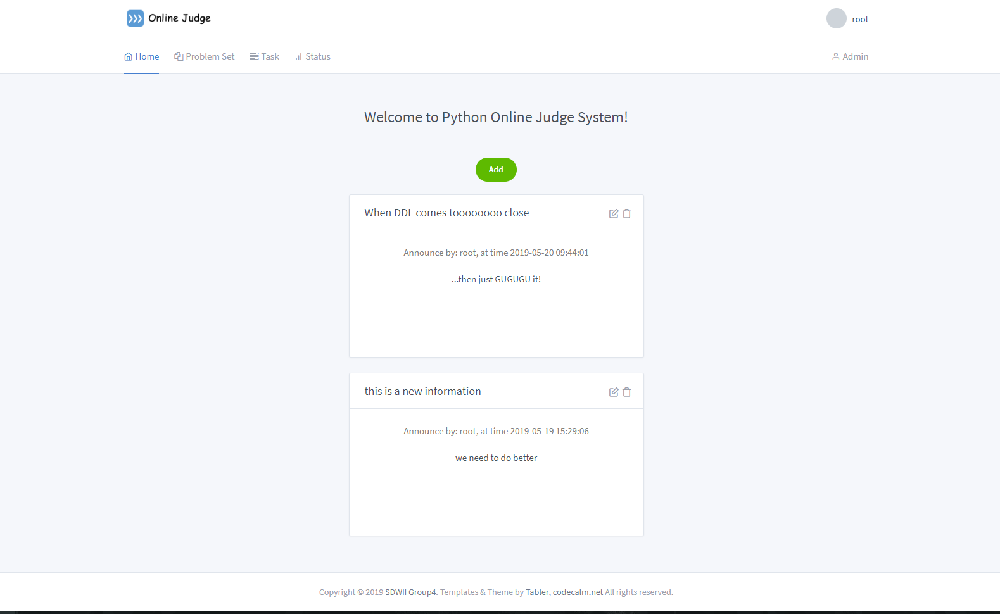 Online Judge
root
Home Problem Set Task Status Admin
Welcome to Python Online Judge System!
Add
When DDL comes toooooooo close
Announce by: root, at time 2019-05-20 09:44:01
...then just GUGUGU it!
this is a new information
Announce by: root, at time 2019-05-19 15:29:06
we need to do better
Copyright © 2019 SDWII Group4. Templates & Theme by Tabler, codecalm.net All rights reserved.